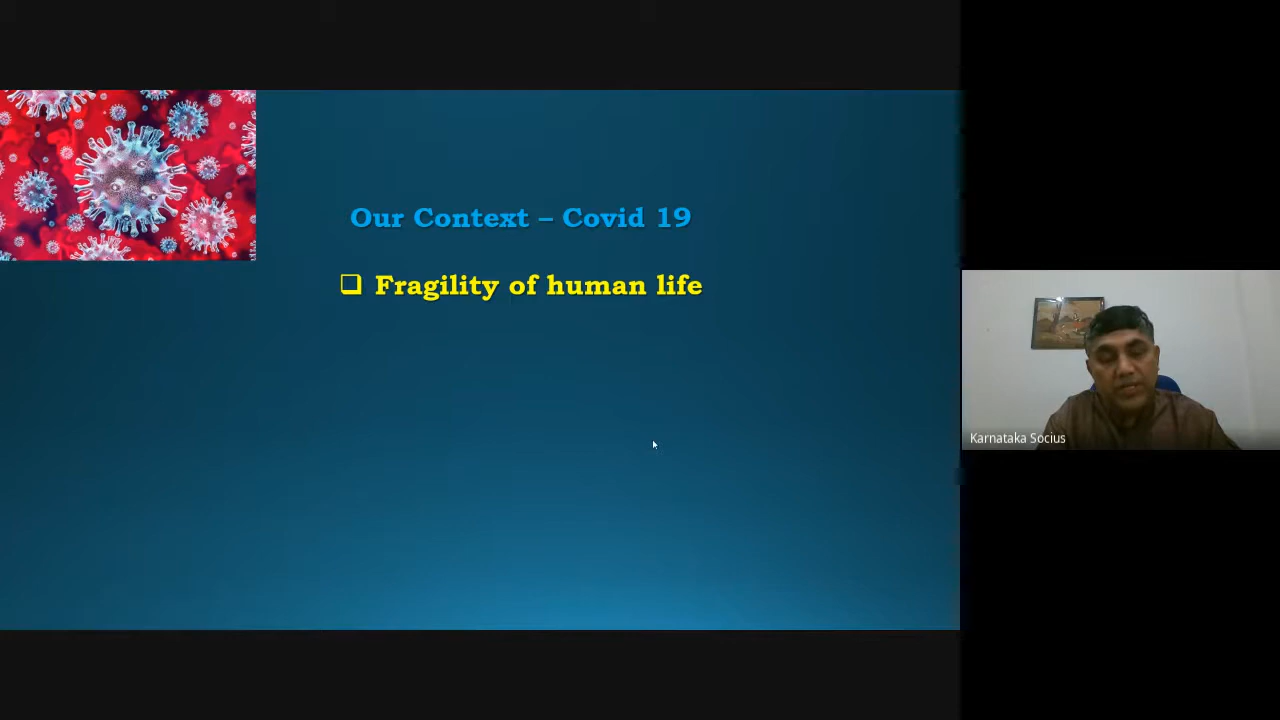 Our Context – Covid 19
❑ Fragility of human life
Karnataka Socius